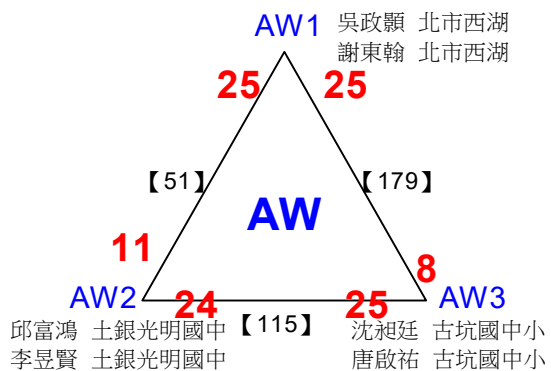 AW1 吳政顥 北市西湖
謝東翰 北市西湖
25 25
【51】 【179】
AW
11 8
AW2 24 25 AW3
【115】
邱富鴻 土銀光明國中 沈昶廷 古坑國中小
李昱賢 土銀光明國中 唐啟祐 古坑國中小